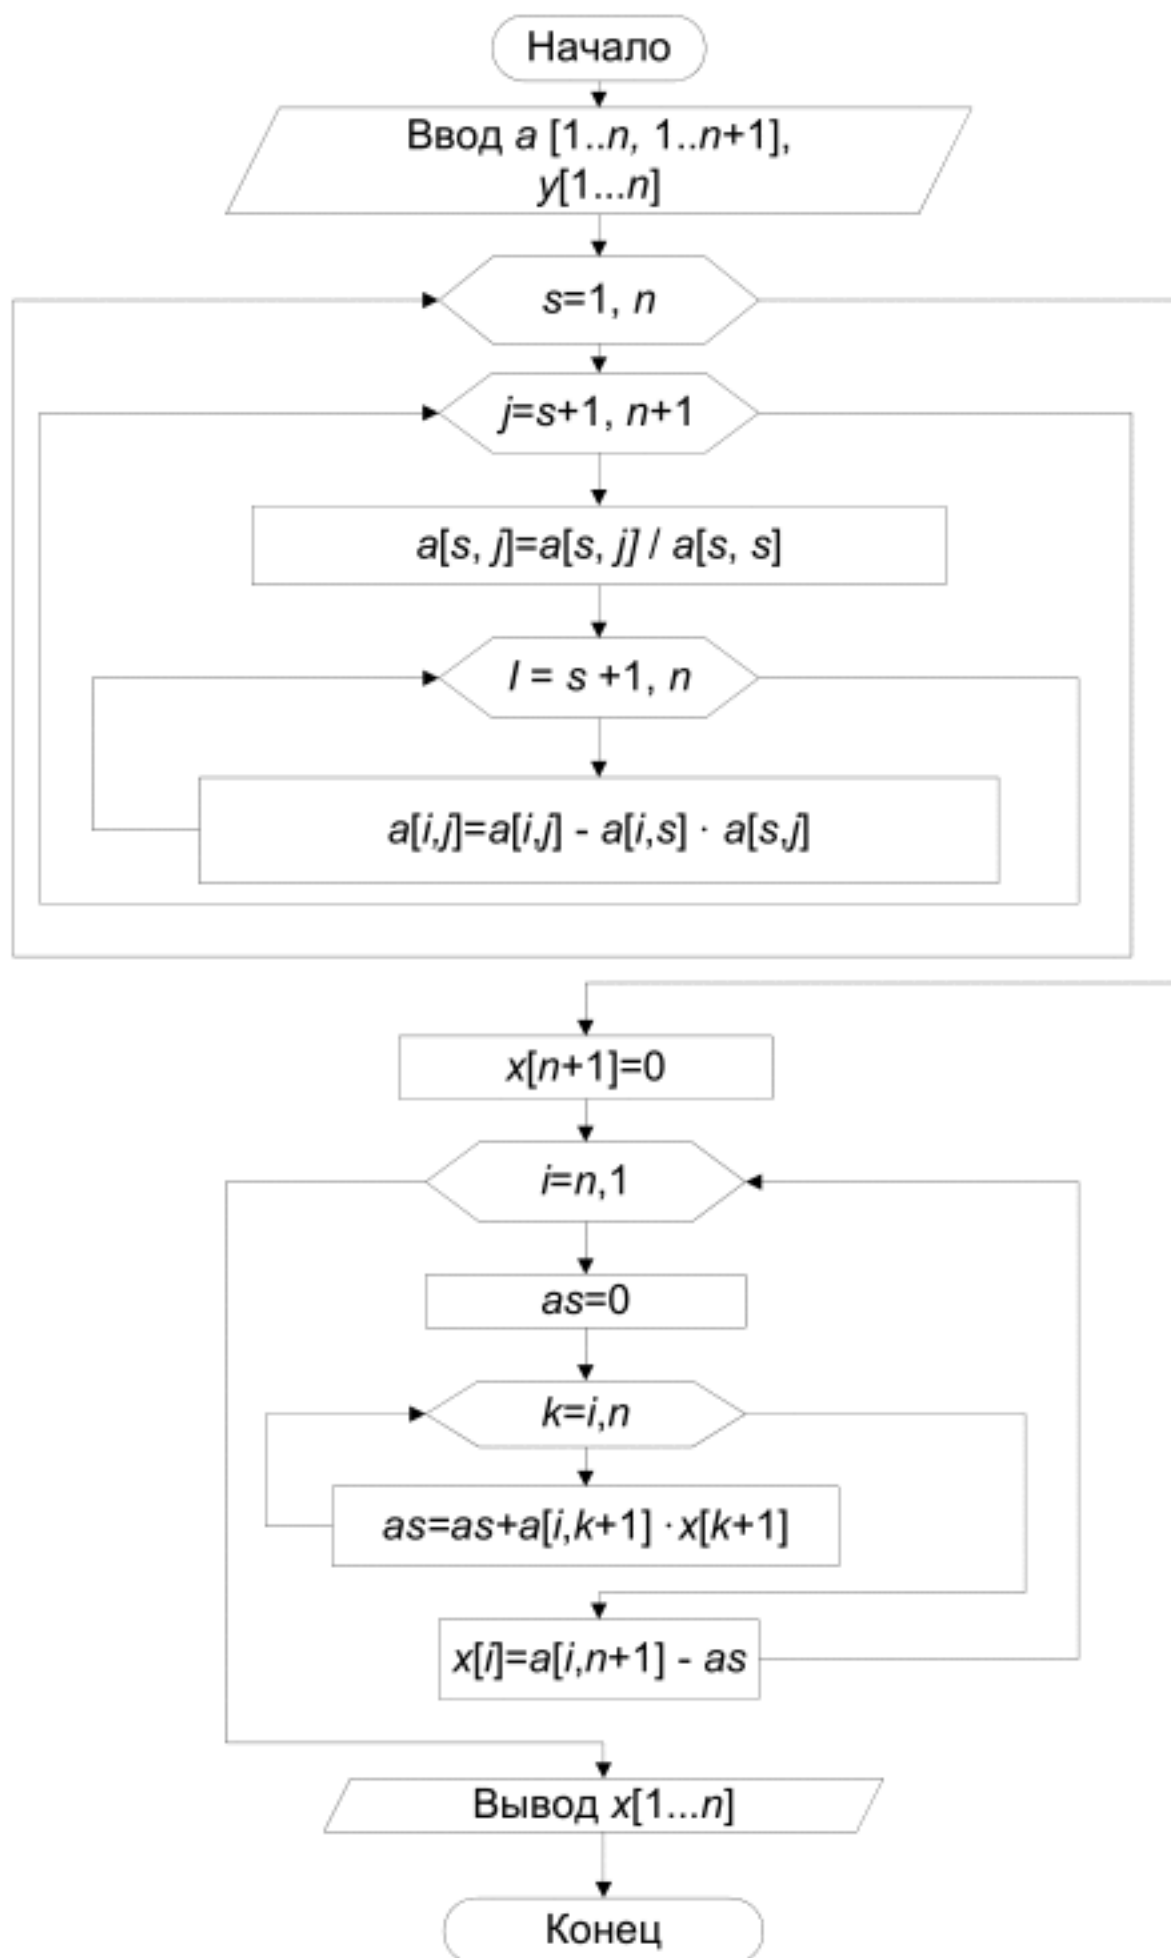 Начало
Ввод a [1..n, 1..n+1],
y[1...n]
s=1, n
j=s+1, n+1
a[s, j]=a[s, j] / a[s, s]
I = s +1, n
a[i,j]=a[i,j] - a[i,s] · a[s,j]
x[n+1]=0
i=n,1
as=0
k=i,n
as=as+a[i,k+1] · x[k+1]
x[i]=a[i,n+1] - as
Вывод x[1...n]
Конец